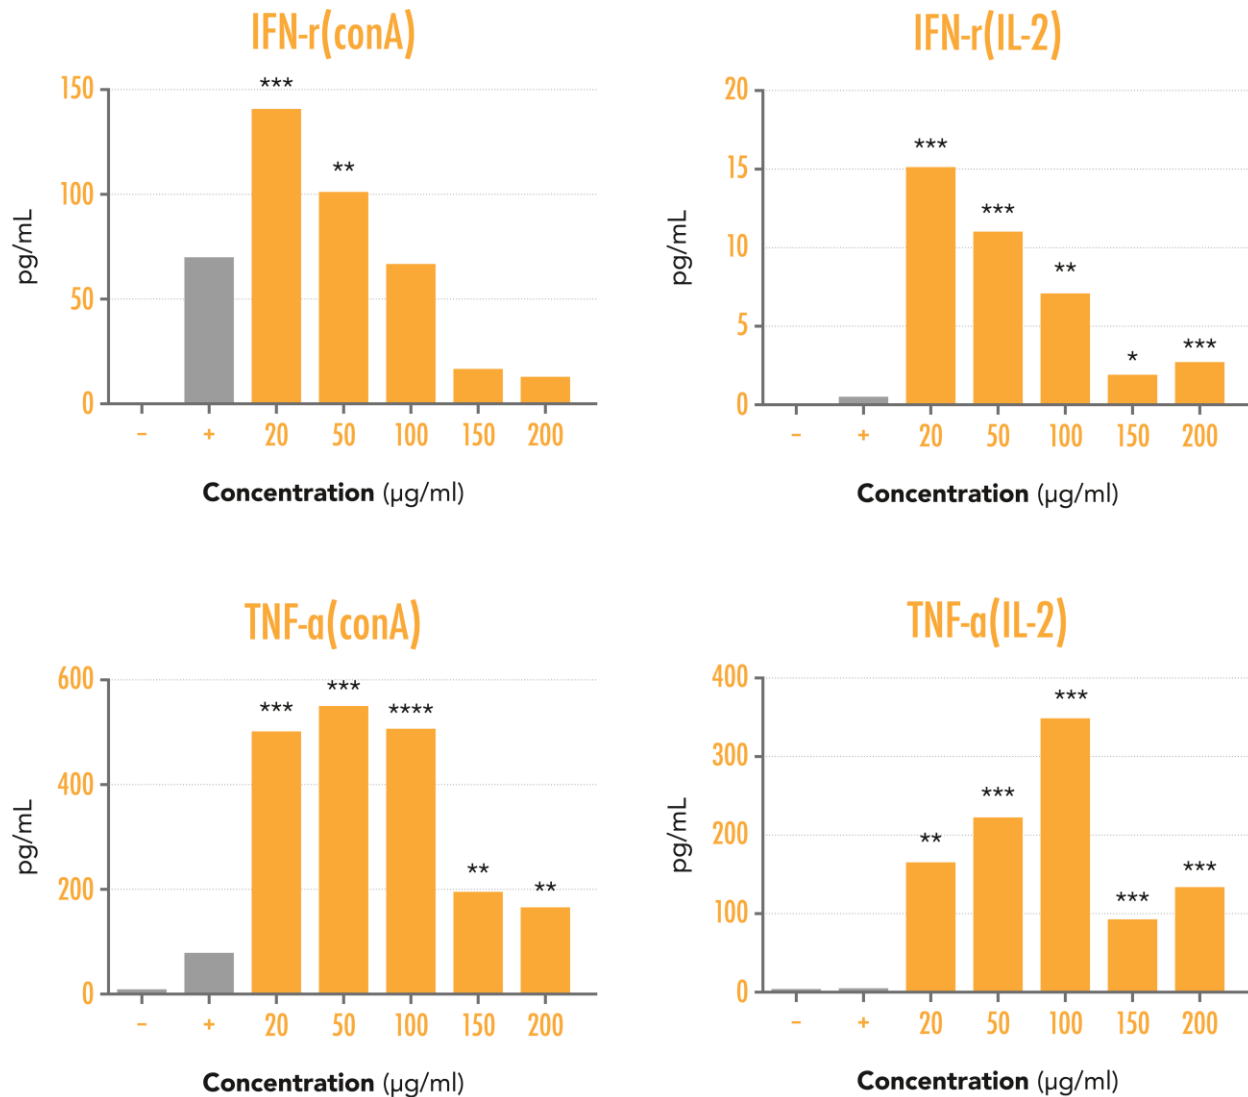 IFN-r(conA)
150
100
50
0
pg/mL
***
**
- + 20 50 100 150 200
Concentration (μg/ml)
IFN-r(IL-2)
20
15
10
5
0
pg/mL
***
***
**
*
***
- + 20 50 100 150 200
Concentration (μg/ml)
TNF-a(conA)
600
400
200
0
pg/mL
***
***
****
**
**
- + 20 50 100 150 200
Concentration (μg/ml)
TNF-a(IL-2)
400
300
200
100
0
pg/mL
**
***
***
***
***
- + 20 50 100 150 200
Concentration (μg/ml)